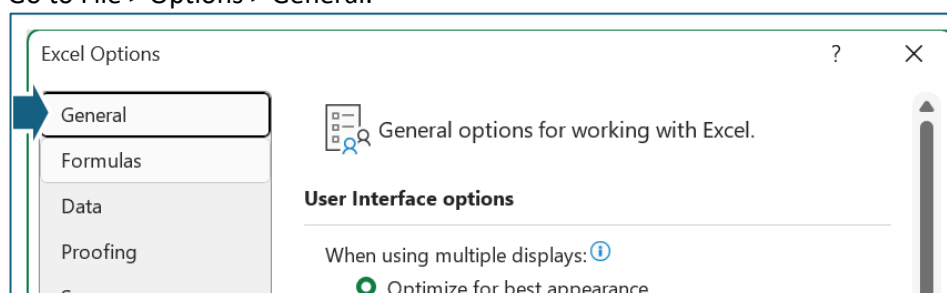 Go to File > Options > General.
Excel Options
?
General
General options for working with Excel.
Formulas
User Interface options
Data
Proofing
When using multiple displays:
Optimize for best appearance